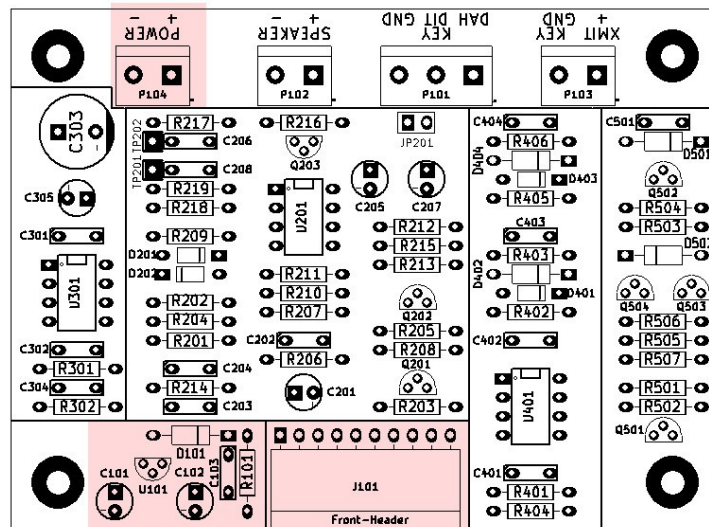 - + POWER
- + SPEAKER
DAH DIT GND KEY
XMIT + KEY GND
P104
P102
P101
P103
C303
R217
TP202
C206
R216
JP201
C404
R406
C501
D501
TP201
C208
Q203
D404
D403
Q502
C305
R219
R218
U201
C205
C207
R405
R504
C301
R209
R212
C403
R503
D201
R215
R403
D502
D202
R211
R213
D402
U301
R210
D401
Q504
Q503
R202
R207
Q202
R402
R506
R204
R205
R505
C302
R201
C202
R208
C402
R507
R301
R206
Q201
C304
C204
R214
C201
U401
R501
R302
C203
R203
R502
Q501
D101
C101
U101
C102
C103
R101
J101
Front-Header
C401
R401
R404